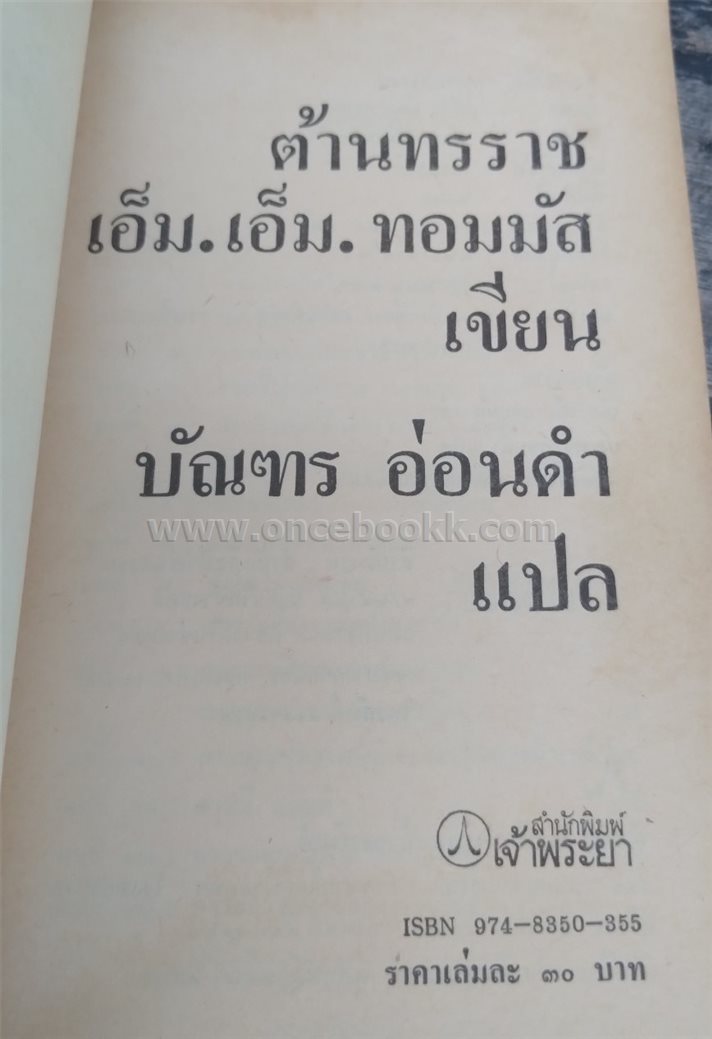 ต้านทรราช
เอ็ม.เอ็ม. ทอมมัส
เขียน
บัณฑร อ่อนดำ
www.oncebookk.com
แปล
สำนักพิมพ์
เจ้าพระยา
ISBN 974-8350-355
ราคาเล่มละ ๓๐ บาท